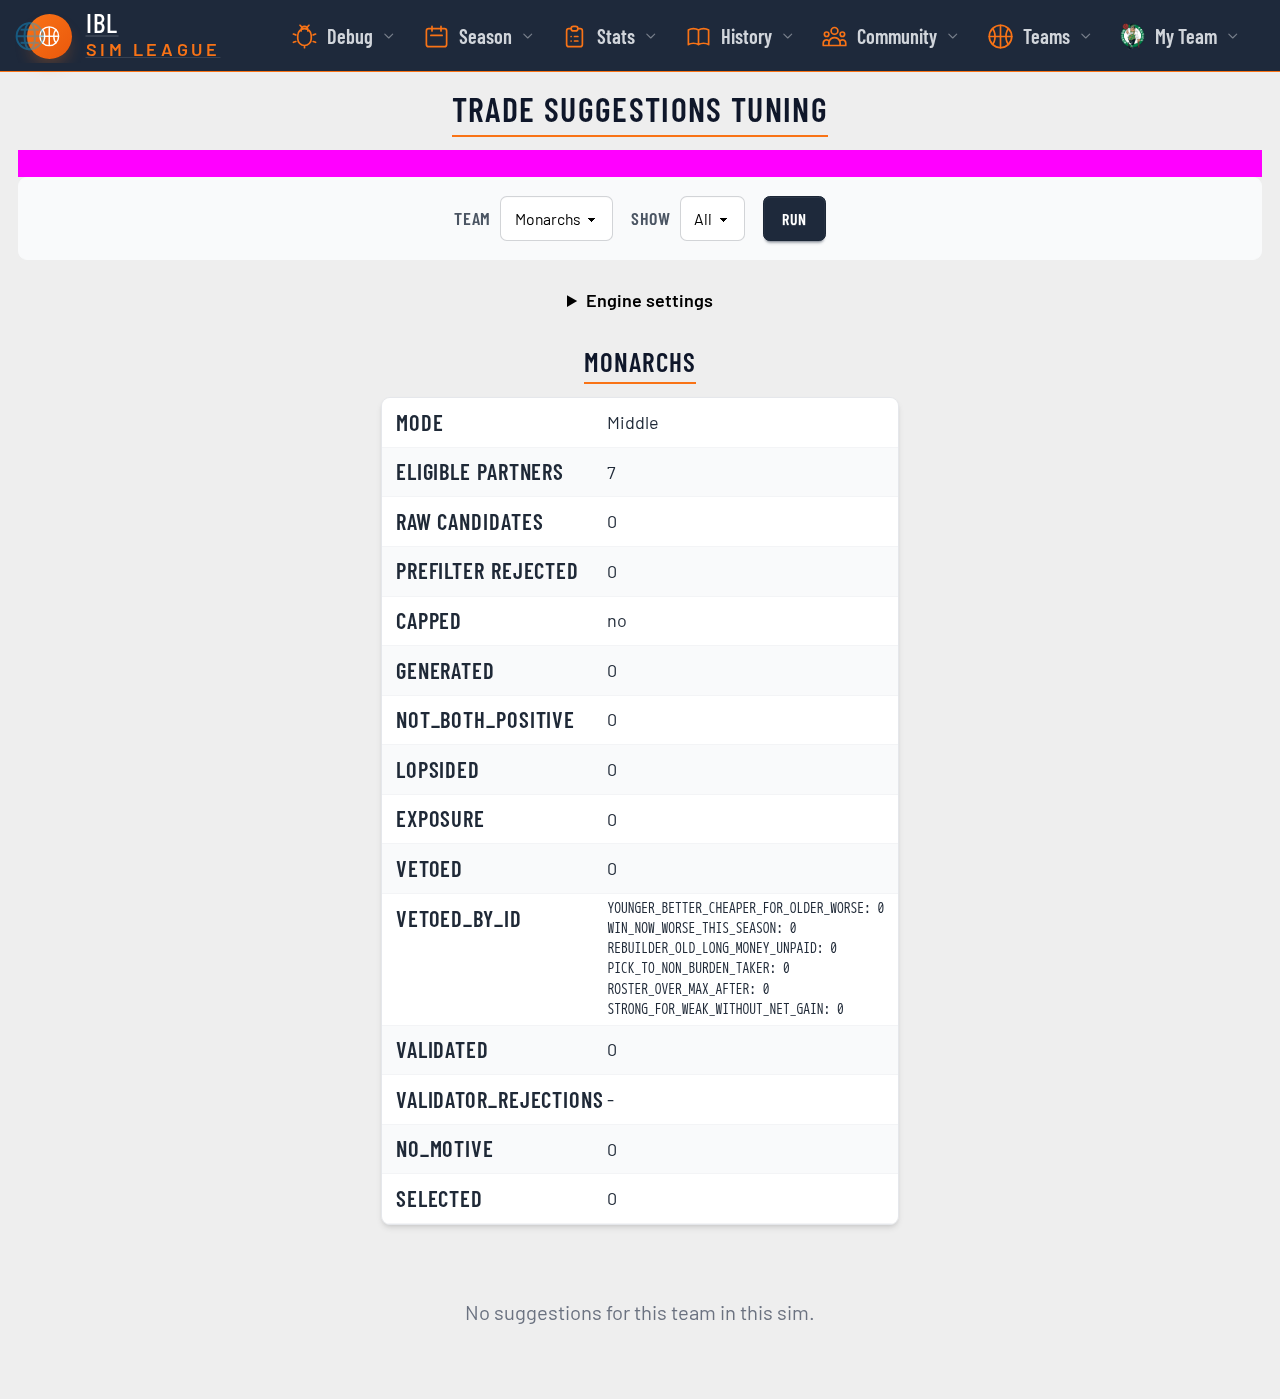 IBL
SIM LEAGUE
Debug
Season
Stats
History
Community
Teams
My Team
TRADE SUGGESTIONS TUNING
TEAM
Monarchs
SHOW
All
RUN
Engine settings
MONARCHS
MODE Middle
ELIGIBLE PARTNERS 7
RAW CANDIDATES 0
PREFILTER REJECTED 0
CAPPED no
GENERATED 0
NOT_BOTH_POSITIVE 0
LOPSIDED 0
EXPOSURE 0
VETOED 0
VETOED_BY_ID YOUNGER_BETTER_CHEAPER_FOR_OLDER_WORSE: 0
WIN_NOW_WORSE_THIS_SEASON: 0
REBUILDER_OLD_LONG_MONEY_UNPAID: 0
PICK_TO_NON_BURDEN_TAKER: 0
ROSTER_OVER_MAX_AFTER: 0
STRONG_FOR_WEAK_WITHOUT_NET_GAIN: 0
VALIDATED 0
VALIDATOR_REJECTIONS -
NO_MOTIVE 0
SELECTED 0
No suggestions for this team in this sim.